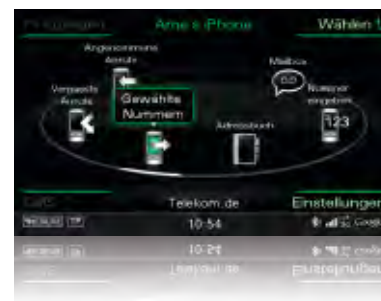 Arne's iPhone
Wählen
Angenommene
Anrufe
Mailbox
Verpasste
Anrufe
Gewählte
Nummern
Nummer
eingeben
123
Adressbuch
Telekom.de
Einstellungen
10:54